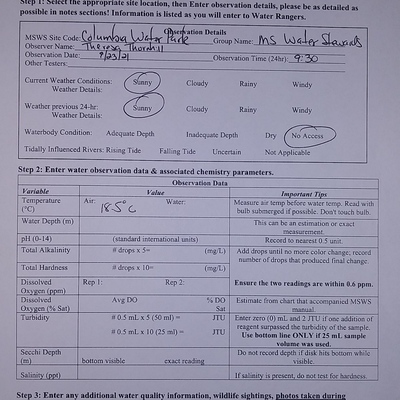 Step 1: Select the appropriate site location, then Enter observation details, please be as detailed as
possible in notes sections! Information is listed as you will enter to Water Rangers.
Observation Details
MSWS Site Code: Columbia Water Park Group Name: MS Water Stewards
Observer Name: Theresa Thornhill
Observation Date: 9/23/21 Observation Time (24hr): 9:30
Other Testers:
Current Weather Conditions: Sunny Cloudy Rainy Windy
Weather Details:
Weather previous 24-hr: Sunny Cloudy Rainy Windy
Weather Details:
Waterbody Condition: Adequate Depth Inadequate Depth Dry No Access
Tidally Influenced Rivers: Rising Tide Falling Tide Uncertain Not Applicable
Step 2: Enter water observation data & associated chemistry parameters.
Observation Data
Variable Value Important Tips
Temperature (°C) Air: 18.5°C Water: Measure air temp before water temp. Read with
bulb submerged if possible. Don't touch bulb.
Water Depth (m) This can be an estimation or exact
measurement.
pH (0-14) (standard international units) Record to nearest 0.5 unit.
Total Alkalinity # drops x 5= (mg/L) Add drops until no more color change; record
number of drops that produced final change.
Total Hardness # drops x 10= (mg/L)
Dissolved Oxygen (ppm) Rep 1: Rep 2: Ensure the two readings are within 0.6 ppm.
Dissolved Oxygen (% Sat) Avg DO % DO Sat Estimate from chart that accompanied MSWS
manual.
Turbidity # 0.5 mL x 5 (50 ml) = JTU Enter zero (0) mL and 2 JTU if one addition of
reagent surpassed the turbidity of the sample.
# 0.5 mL x 10 (25 ml) = JTU Use bottom line ONLY if 25 mL sample
volume was used.
Secchi Depth (m) bottom visible exact reading Do not record depth if disk hits bottom while
visible.
Salinity (ppt) If salinity is present, do not test for hardness.
Step 3: Enter any additional water quality information, wildlife sightings, photos taken during